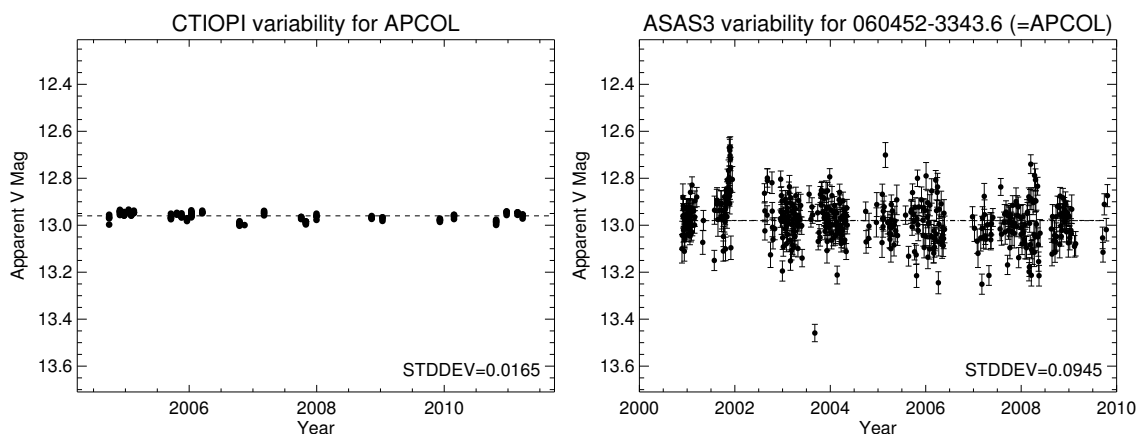 CTIOPI variability for APCOL
Apparent V Mag
12.4
12.6
12.8
13.0
13.2
13.4
13.6
STDDEV=0.0165
2006
2008
2010
Year
ASAS3 variability for 060452-3343.6 (=APCOL)
Apparent V Mag
12.4
12.6
12.8
13.0
13.2
13.4
13.6
STDDEV=0.0945
2000
2002
2004
2006
2008
2010
Year